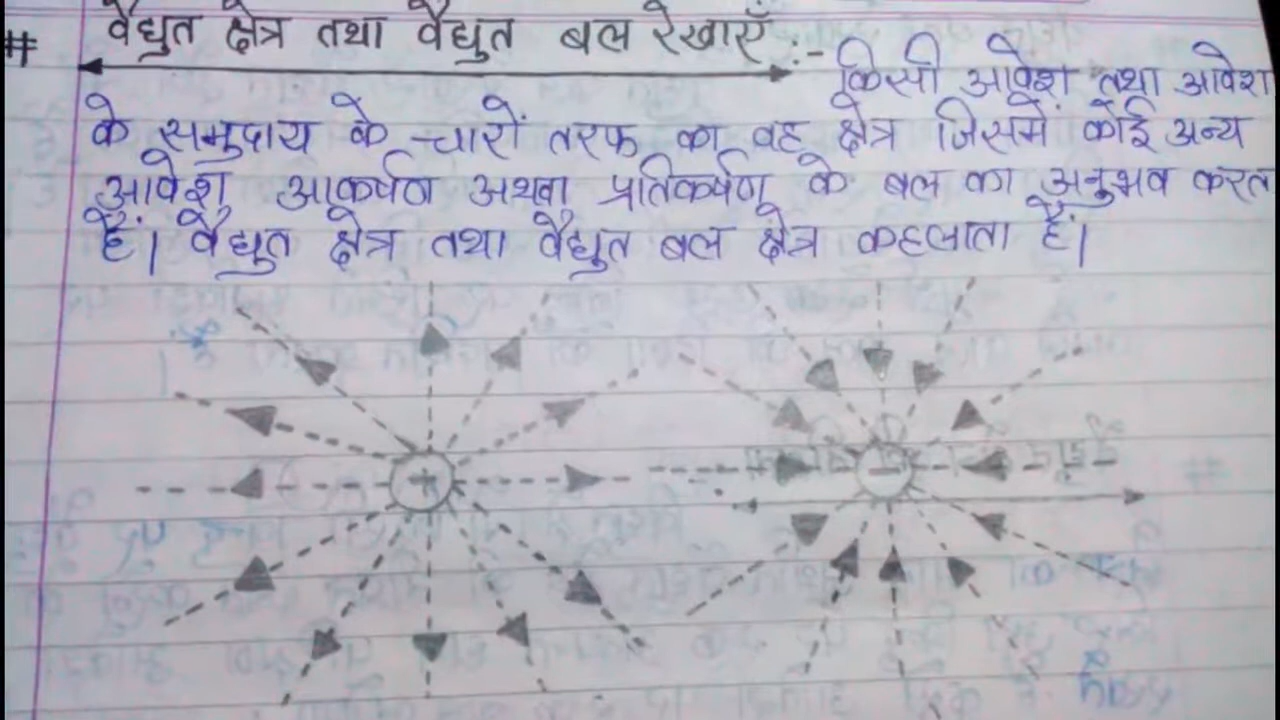 # वैद्युत क्षेत्र तथा वैद्युत बल रेखाएँ :-
किसी आवेश तथा आवेश
के समुदाय के चारों तरफ का वह क्षेत्र जिसमें कोई अन्य
आवेश आकर्षण अथवा प्रतिकर्षण के बल का अनुभव करत
हैं। वैद्युत क्षेत्र तथा वैद्युत बल क्षेत्र कहलाता हैं।
+ -